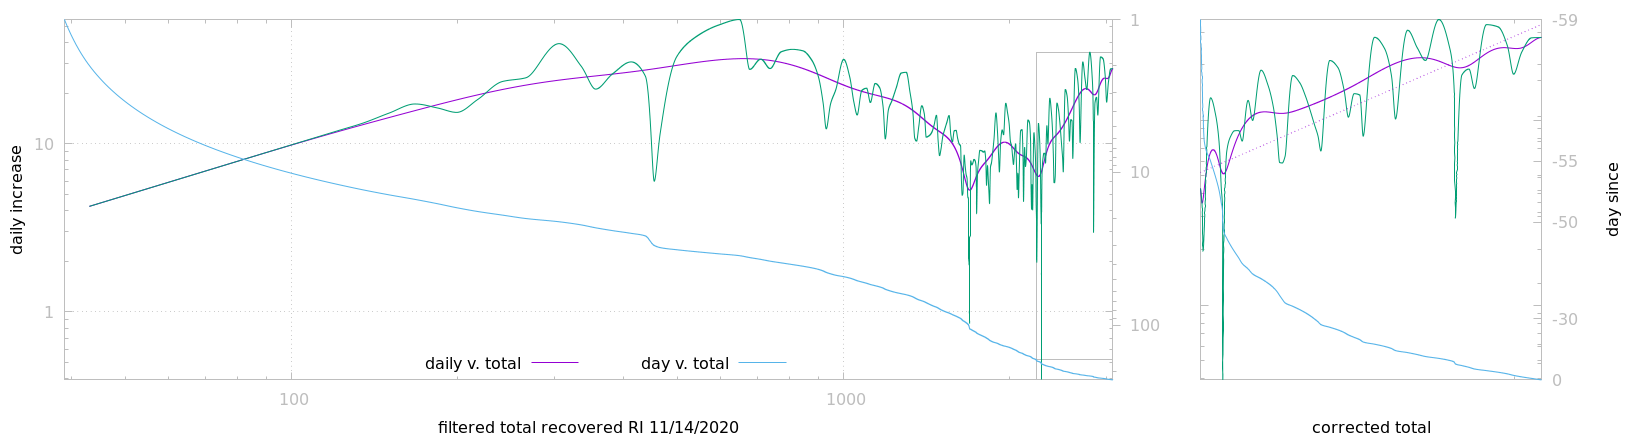 daily increase
10
1
daily v. total
day v. total
100
1000
filtered total recovered RI 11/14/2020
1
10
100
-59
-55
-50
-30
0
day since
corrected total